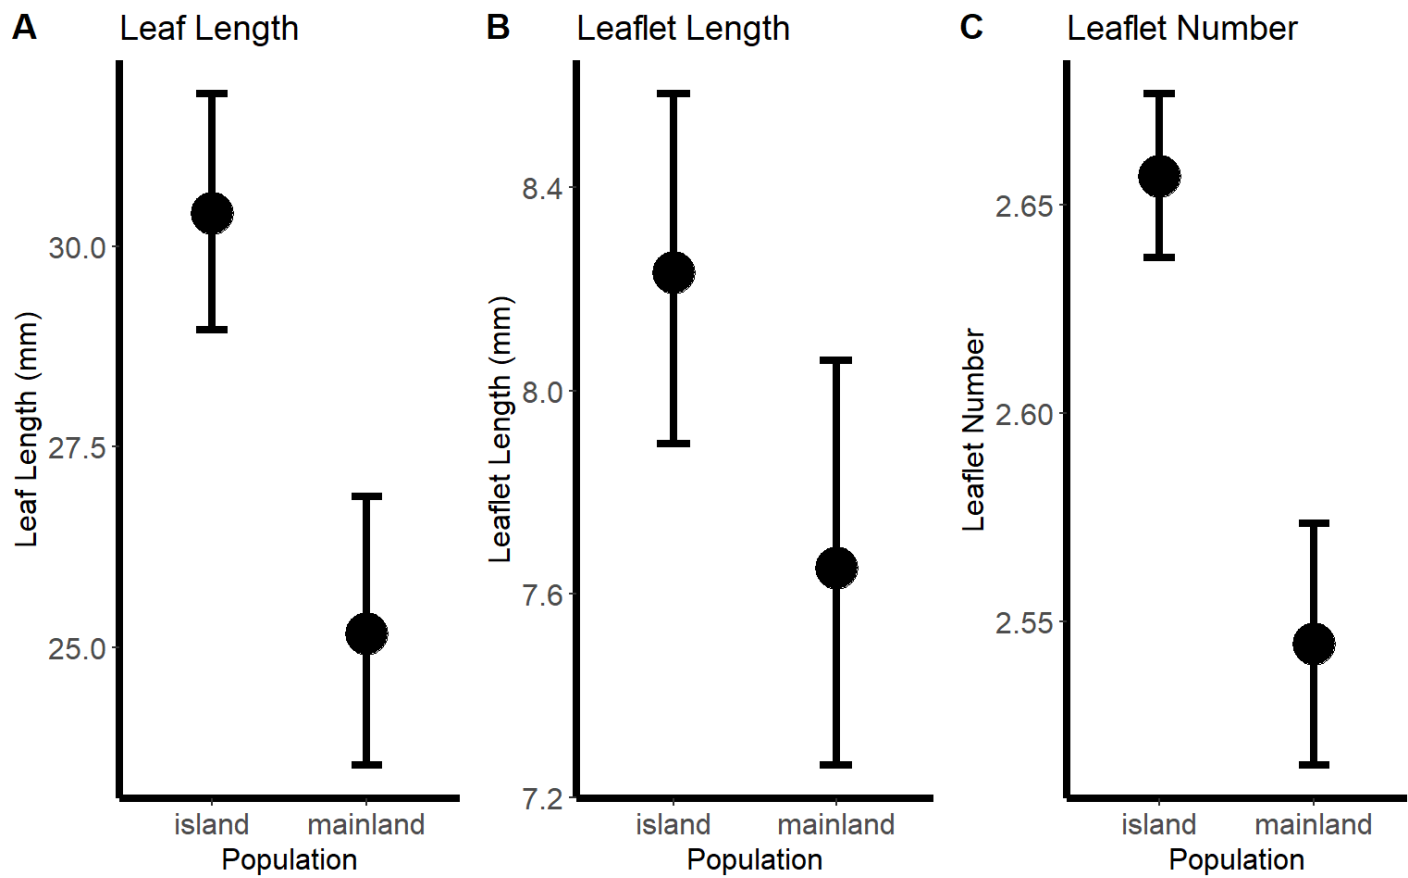 A Leaf Length
Leaf Length (mm)
30.0
27.5
25.0
island mainland
Population
B Leaflet Length
Leaflet Length (mm)
8.4
8.0
7.6
7.2
island mainland
Population
C Leaflet Number
Leaflet Number
2.65
2.60
2.55
island mainland
Population